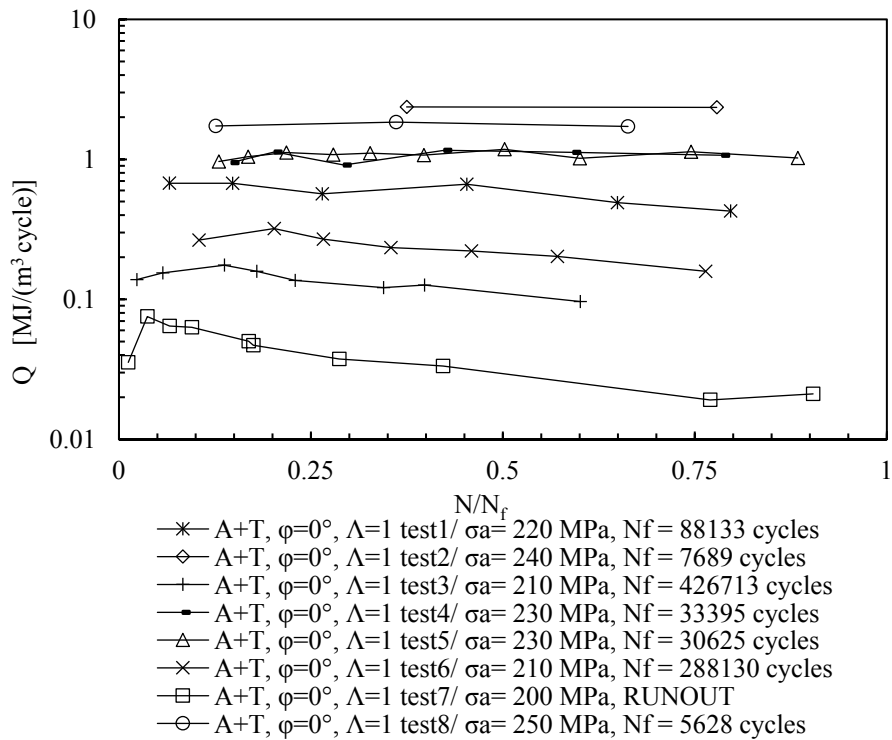 10
1
0.1
0.01
Q [MJ/(m³ cycle)]
0 0.25 0.5 0.75 1
N/Nf
A+T, φ=0°, Λ=1 test1/ σa= 220 MPa, Nf = 88133 cycles
A+T, φ=0°, Λ=1 test2/ σa= 240 MPa, Nf = 7689 cycles
A+T, φ=0°, Λ=1 test3/ σa= 210 MPa, Nf = 426713 cycles
A+T, φ=0°, Λ=1 test4/ σa= 230 MPa, Nf = 33395 cycles
A+T, φ=0°, Λ=1 test5/ σa= 230 MPa, Nf = 30625 cycles
A+T, φ=0°, Λ=1 test6/ σa= 210 MPa, Nf = 288130 cycles
A+T, φ=0°, Λ=1 test7/ σa= 200 MPa, RUNOUT
A+T, φ=0°, Λ=1 test8/ σa= 250 MPa, Nf = 5628 cycles